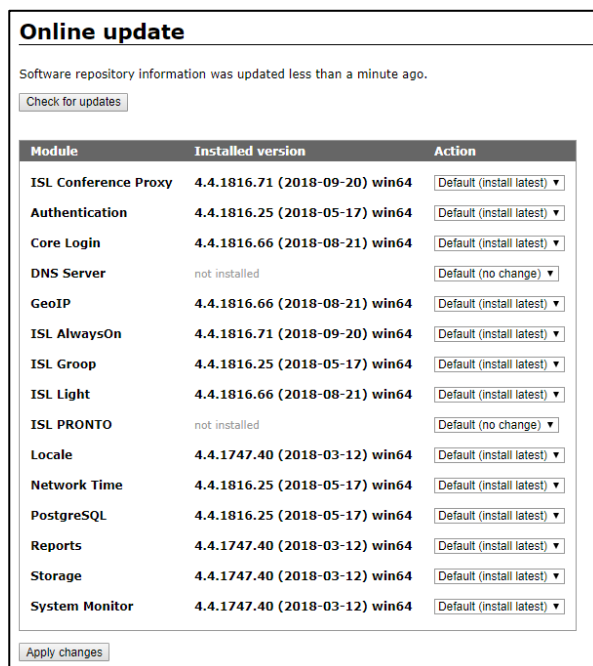 Online update
Software repository information was updated less than a minute ago.
Check for updates
Module Installed version Action
ISL Conference Proxy 4.4.1816.71 (2018-09-20) win64 Default (install latest) ▼
Authentication 4.4.1816.25 (2018-05-17) win64 Default (install latest) ▼
Core Login 4.4.1816.66 (2018-08-21) win64 Default (install latest) ▼
DNS Server not installed Default (no change) ▼
GeoIP 4.4.1816.66 (2018-08-21) win64 Default (install latest) ▼
ISL AlwaysOn 4.4.1816.71 (2018-09-20) win64 Default (install latest) ▼
ISL Groop 4.4.1816.25 (2018-05-17) win64 Default (install latest) ▼
ISL Light 4.4.1816.66 (2018-08-21) win64 Default (install latest) ▼
ISL PRONTO not installed Default (no change) ▼
Locale 4.4.1747.40 (2018-03-12) win64 Default (install latest) ▼
Network Time 4.4.1816.25 (2018-05-17) win64 Default (install latest) ▼
PostgreSQL 4.4.1816.25 (2018-05-17) win64 Default (install latest) ▼
Reports 4.4.1747.40 (2018-03-12) win64 Default (install latest) ▼
Storage 4.4.1747.40 (2018-03-12) win64 Default (install latest) ▼
System Monitor 4.4.1747.40 (2018-03-12) win64 Default (install latest) ▼
Apply changes